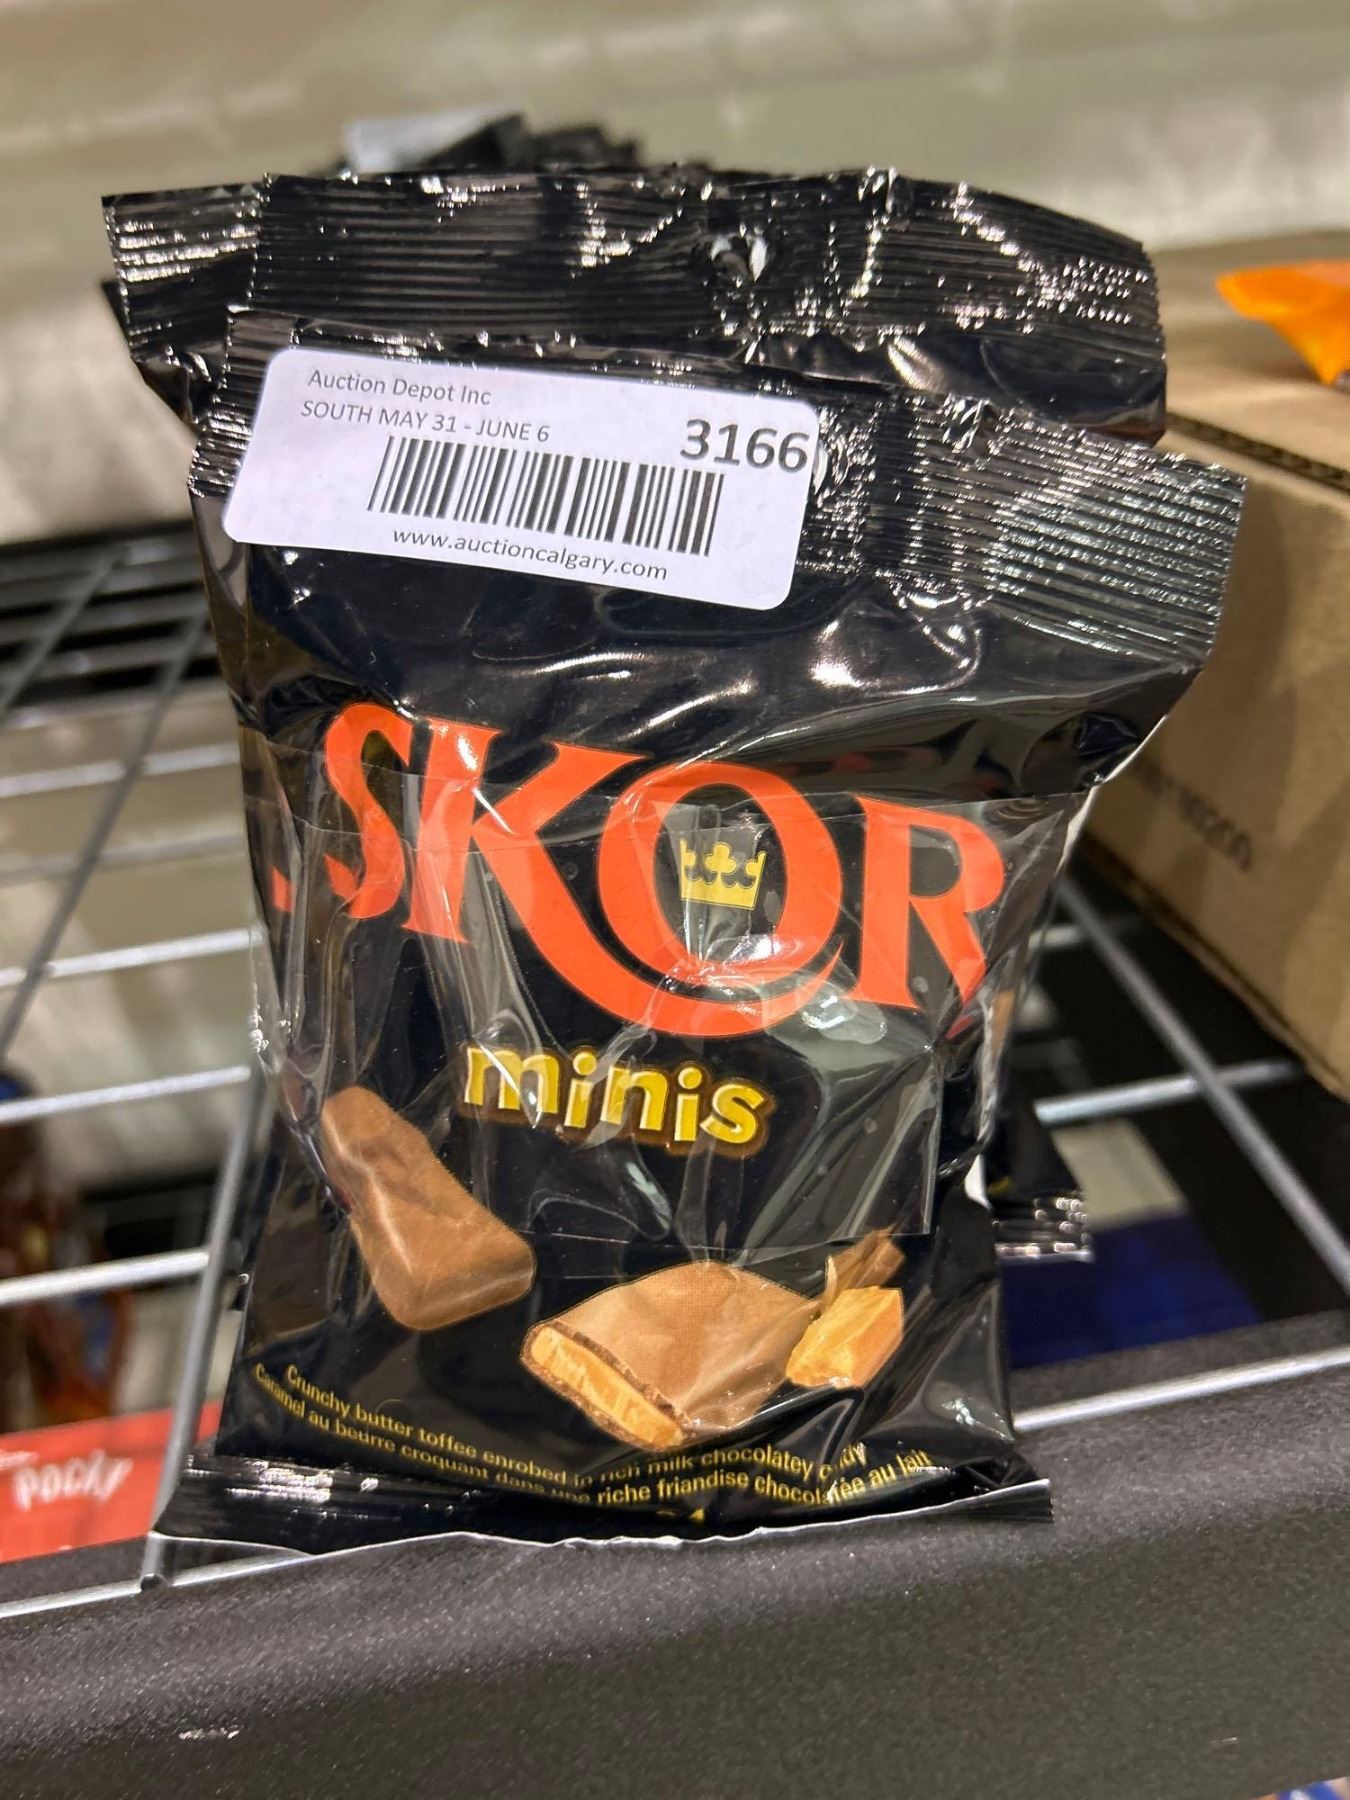 Auction Depot Inc
SOUTH MAY 31 - JUNE 6
3166
www.auctioncalgary.com
SKOR
minis
Crunchy butter toffee enrobed in rich milk chocolatey candy
Caramel au beurre croquant dans une riche friandise chocolatée au lait
POCKY